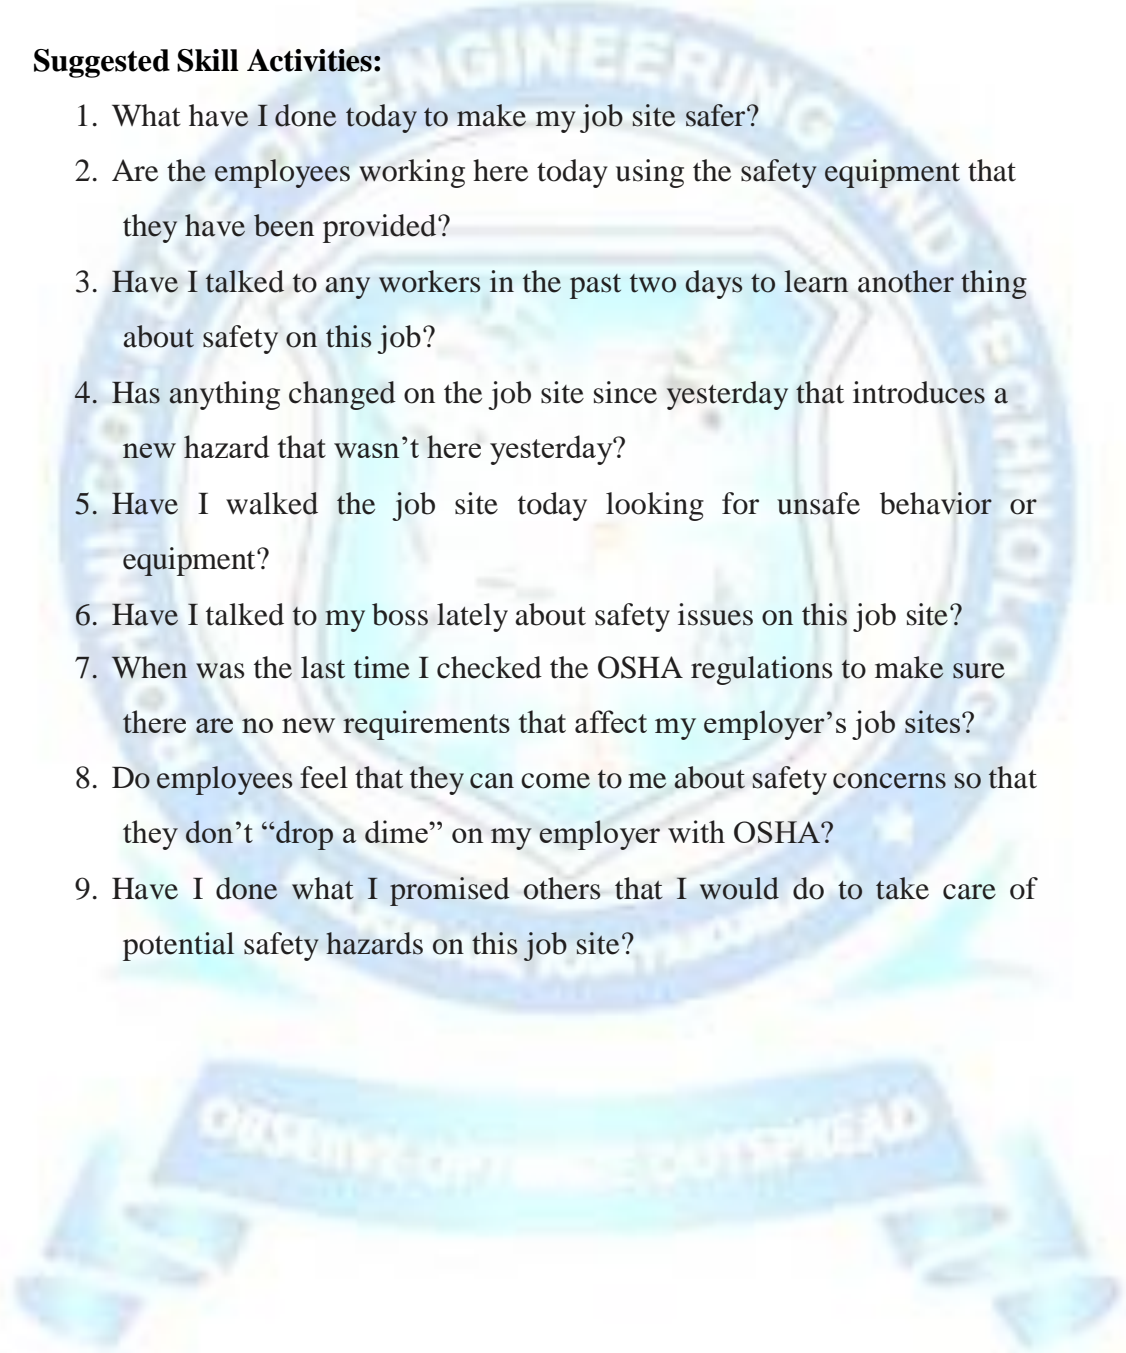 Suggested Skill Activities:
1. What have I done today to make my job site safer?
2. Are the employees working here today using the safety equipment that
they have been provided?
3. Have I talked to any workers in the past two days to learn another thing
about safety on this job?
4. Has anything changed on the job site since yesterday that introduces a
new hazard that wasn’t here yesterday?
5. Have I walked the job site today looking for unsafe behavior or
equipment?
6. Have I talked to my boss lately about safety issues on this job site?
7. When was the last time I checked the OSHA regulations to make sure
there are no new requirements that affect my employer’s job sites?
8. Do employees feel that they can come to me about safety concerns so that
they don’t “drop a dime” on my employer with OSHA?
9. Have I done what I promised others that I would do to take care of
potential safety hazards on this job site?
OF ENGINEERING AND TECHNOLOGY
OBSERVE OPTIMIZE OUTSPREAD